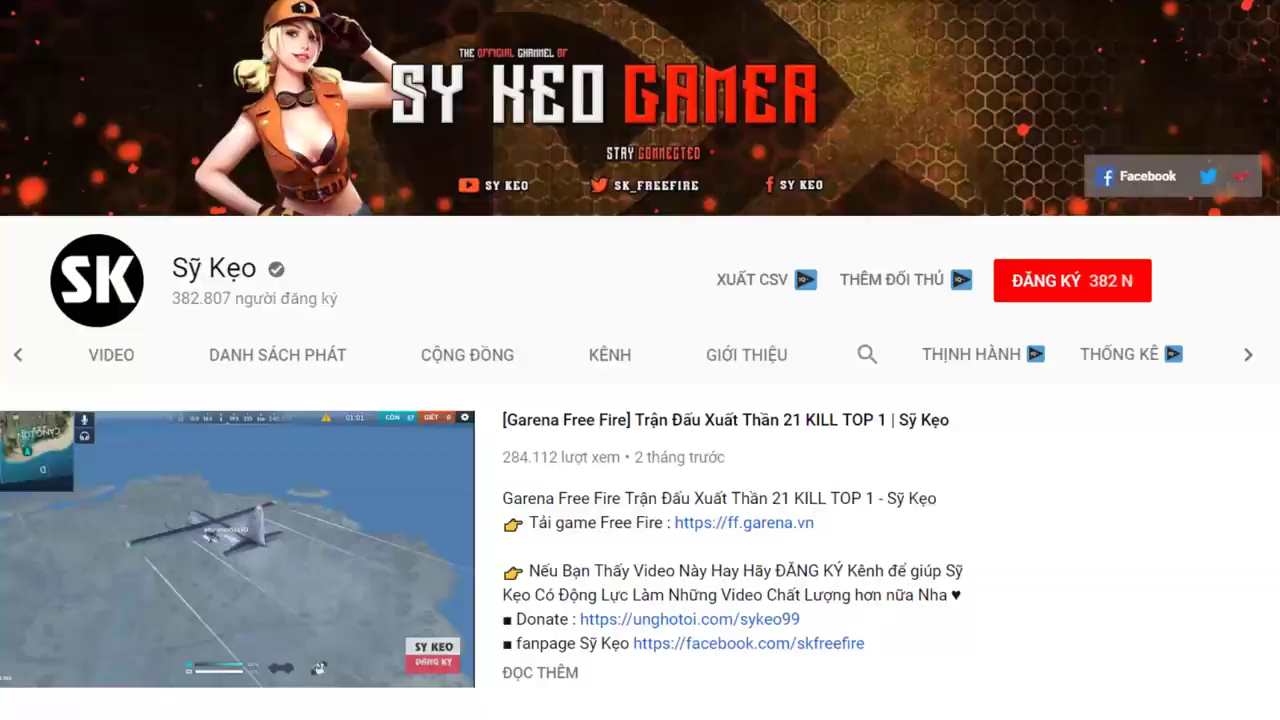 THE OFFICIAL CHANNEL OF
SY KEO GAMER
STAY CONNECTED
SY KEO
SK_FREEFIRE
SY KEO
Facebook
SK
Sỹ Kẹo
382.807 người đăng ký
XUẤT CSV
THÊM ĐỐI THỦ
ĐĂNG KÝ 382 N
VIDEO
DANH SÁCH PHÁT
CỘNG ĐỒNG
KÊNH
GIỚI THIỆU
THỊNH HÀNH
THỐNG KÊ
01:01
CÒN 37
GIẾT 0
SY KEO
ĐĂNG KÝ
[Garena Free Fire] Trận Đấu Xuất Thần 21 KILL TOP 1 | Sỹ Kẹo
284.112 lượt xem • 2 tháng trước
Garena Free Fire Trận Đấu Xuất Thần 21 KILL TOP 1 - Sỹ Kẹo
👉 Tải game Free Fire : https://ff.garena.vn
👉 Nếu Bạn Thấy Video Này Hay Hãy ĐĂNG KÝ Kênh để giúp Sỹ
Kẹo Có Động Lực Làm Những Video Chất Lượng hơn nữa Nha ♥
■ Donate : https://unghotoi.com/sykeo99
■ fanpage Sỹ Kẹo https://facebook.com/skfreefire
ĐỌC THÊM